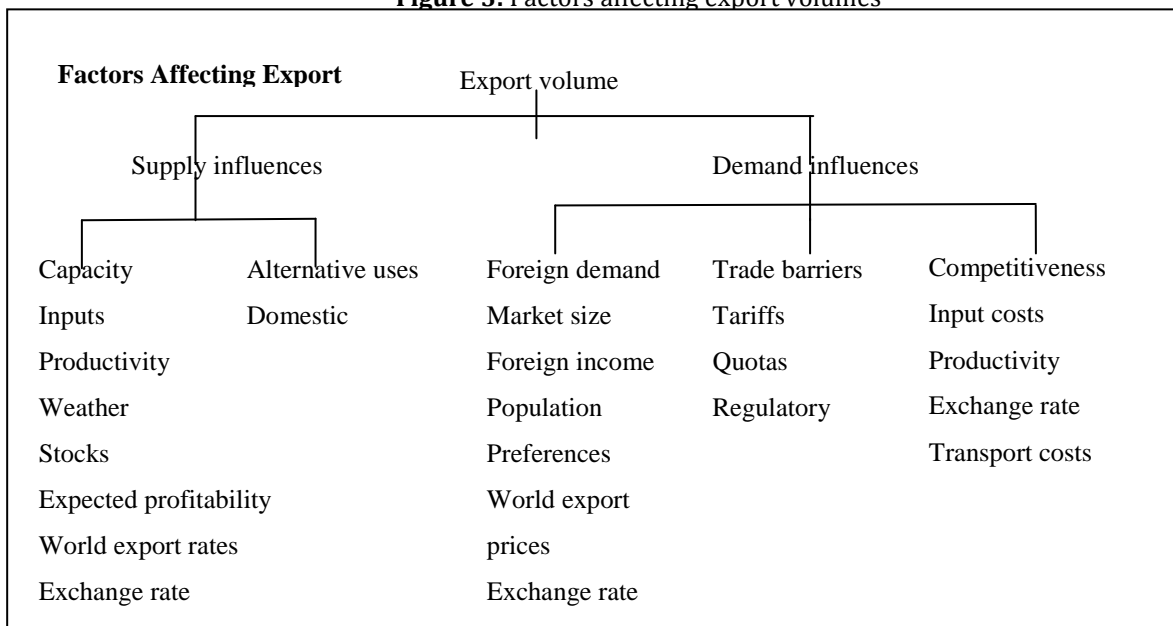 Figure 3: Factors affecting export volumes
Factors Affecting Export
Export volume
Supply influences
Demand influences
Capacity
Inputs
Productivity
Weather
Stocks
Expected profitability
World export rates
Exchange rate
Alternative uses
Domestic
Foreign demand
Market size
Foreign income
Population
Preferences
World export
prices
Exchange rate
Trade barriers
Tariffs
Quotas
Regulatory
Competitiveness
Input costs
Productivity
Exchange rate
Transport costs